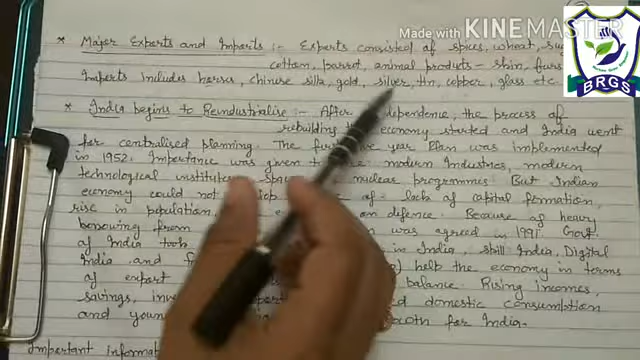 Made with KINEMASTER
BRGS
* Major Exports and Imports :- Exports consisted of spices, wheat,
cotton, parrot, animal products - skin, furs
Imports includes horses, chinese silk, gold, silver, tin, copper, glass etc.
* India begins to Reindustrialise :- After dependence, the process of
rebuilding economy started and India went
for centralised planning. The five year Plan was implemented
in 1952. Importance was given to modern Industries, modern
technological institutes, nuclear programmes. But Indian
economy could not of lack of capital formation,
rise in population, on defence. Because of heavy
borrowing from was agreed in 1991. Govt.
of India took in India, skill India, Digital
India and help the economy in terms
of export balance. Rising incomes,
savings, domestic consumption
and for India.
Important